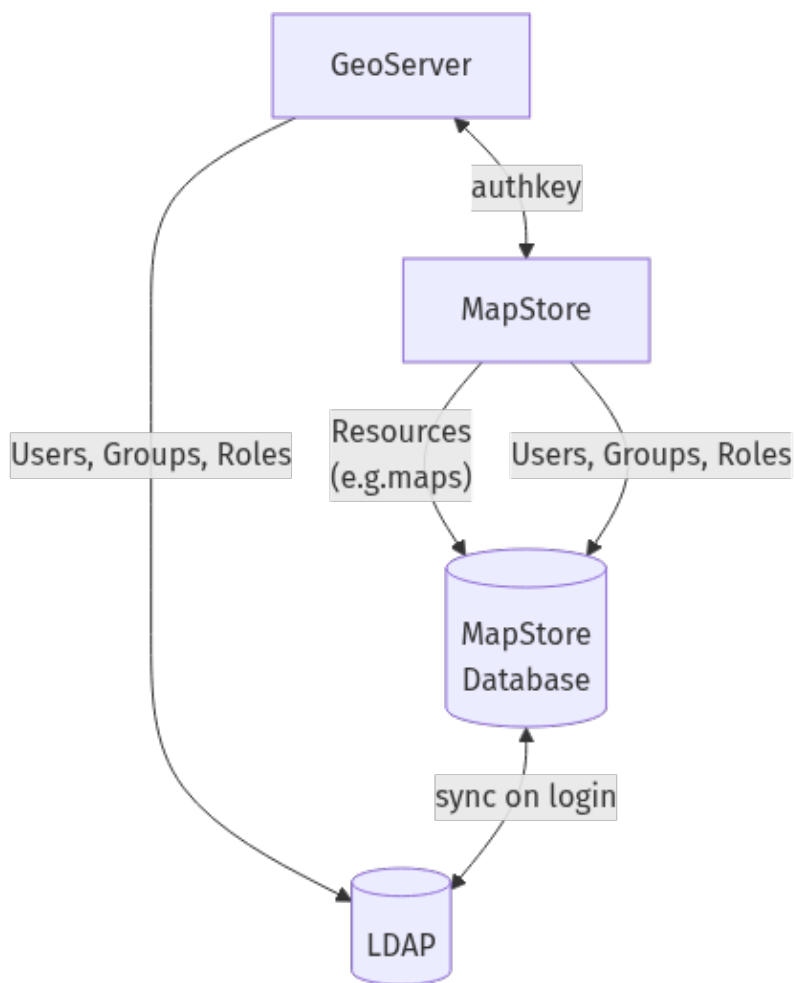 GeoServer
authkey
MapStore
Users, Groups, Roles
Resources
(e.g.maps)
Users, Groups, Roles
MapStore
Database
sync on login
LDAP